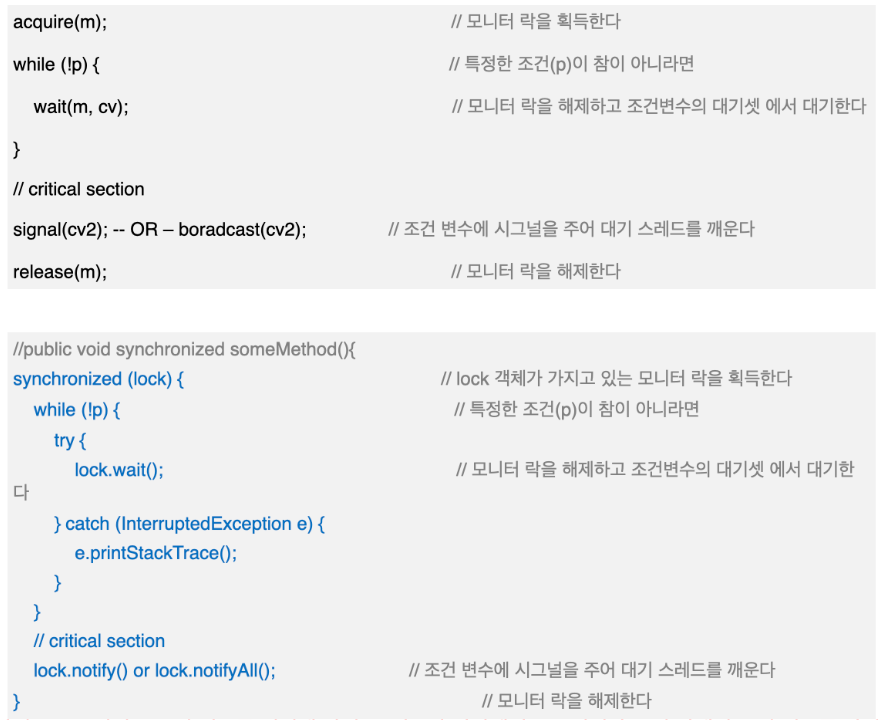 acquire(m); // 모니터 락을 획득한다
while (!p) { // 특정한 조건(p)이 참이 아니라면
wait(m, cv); // 모니터 락을 해제하고 조건변수의 대기셋 에서 대기한다
}
// critical section
signal(cv2); -- OR – boradcast(cv2); // 조건 변수에 시그널을 주어 대기 스레드를 깨운다
release(m); // 모니터 락을 해제한다
//public void synchronized someMethod(){
synchronized (lock) { // lock 객체가 가지고 있는 모니터 락을 획득한다
while (!p) { // 특정한 조건(p)이 참이 아니라면
try {
lock.wait(); // 모니터 락을 해제하고 조건변수의 대기셋 에서 대기한
다
} catch (InterruptedException e) {
e.printStackTrace();
}
}
// critical section
lock.notify() or lock.notifyAll(); // 조건 변수에 시그널을 주어 대기 스레드를 깨운다
} // 모니터 락을 해제한다